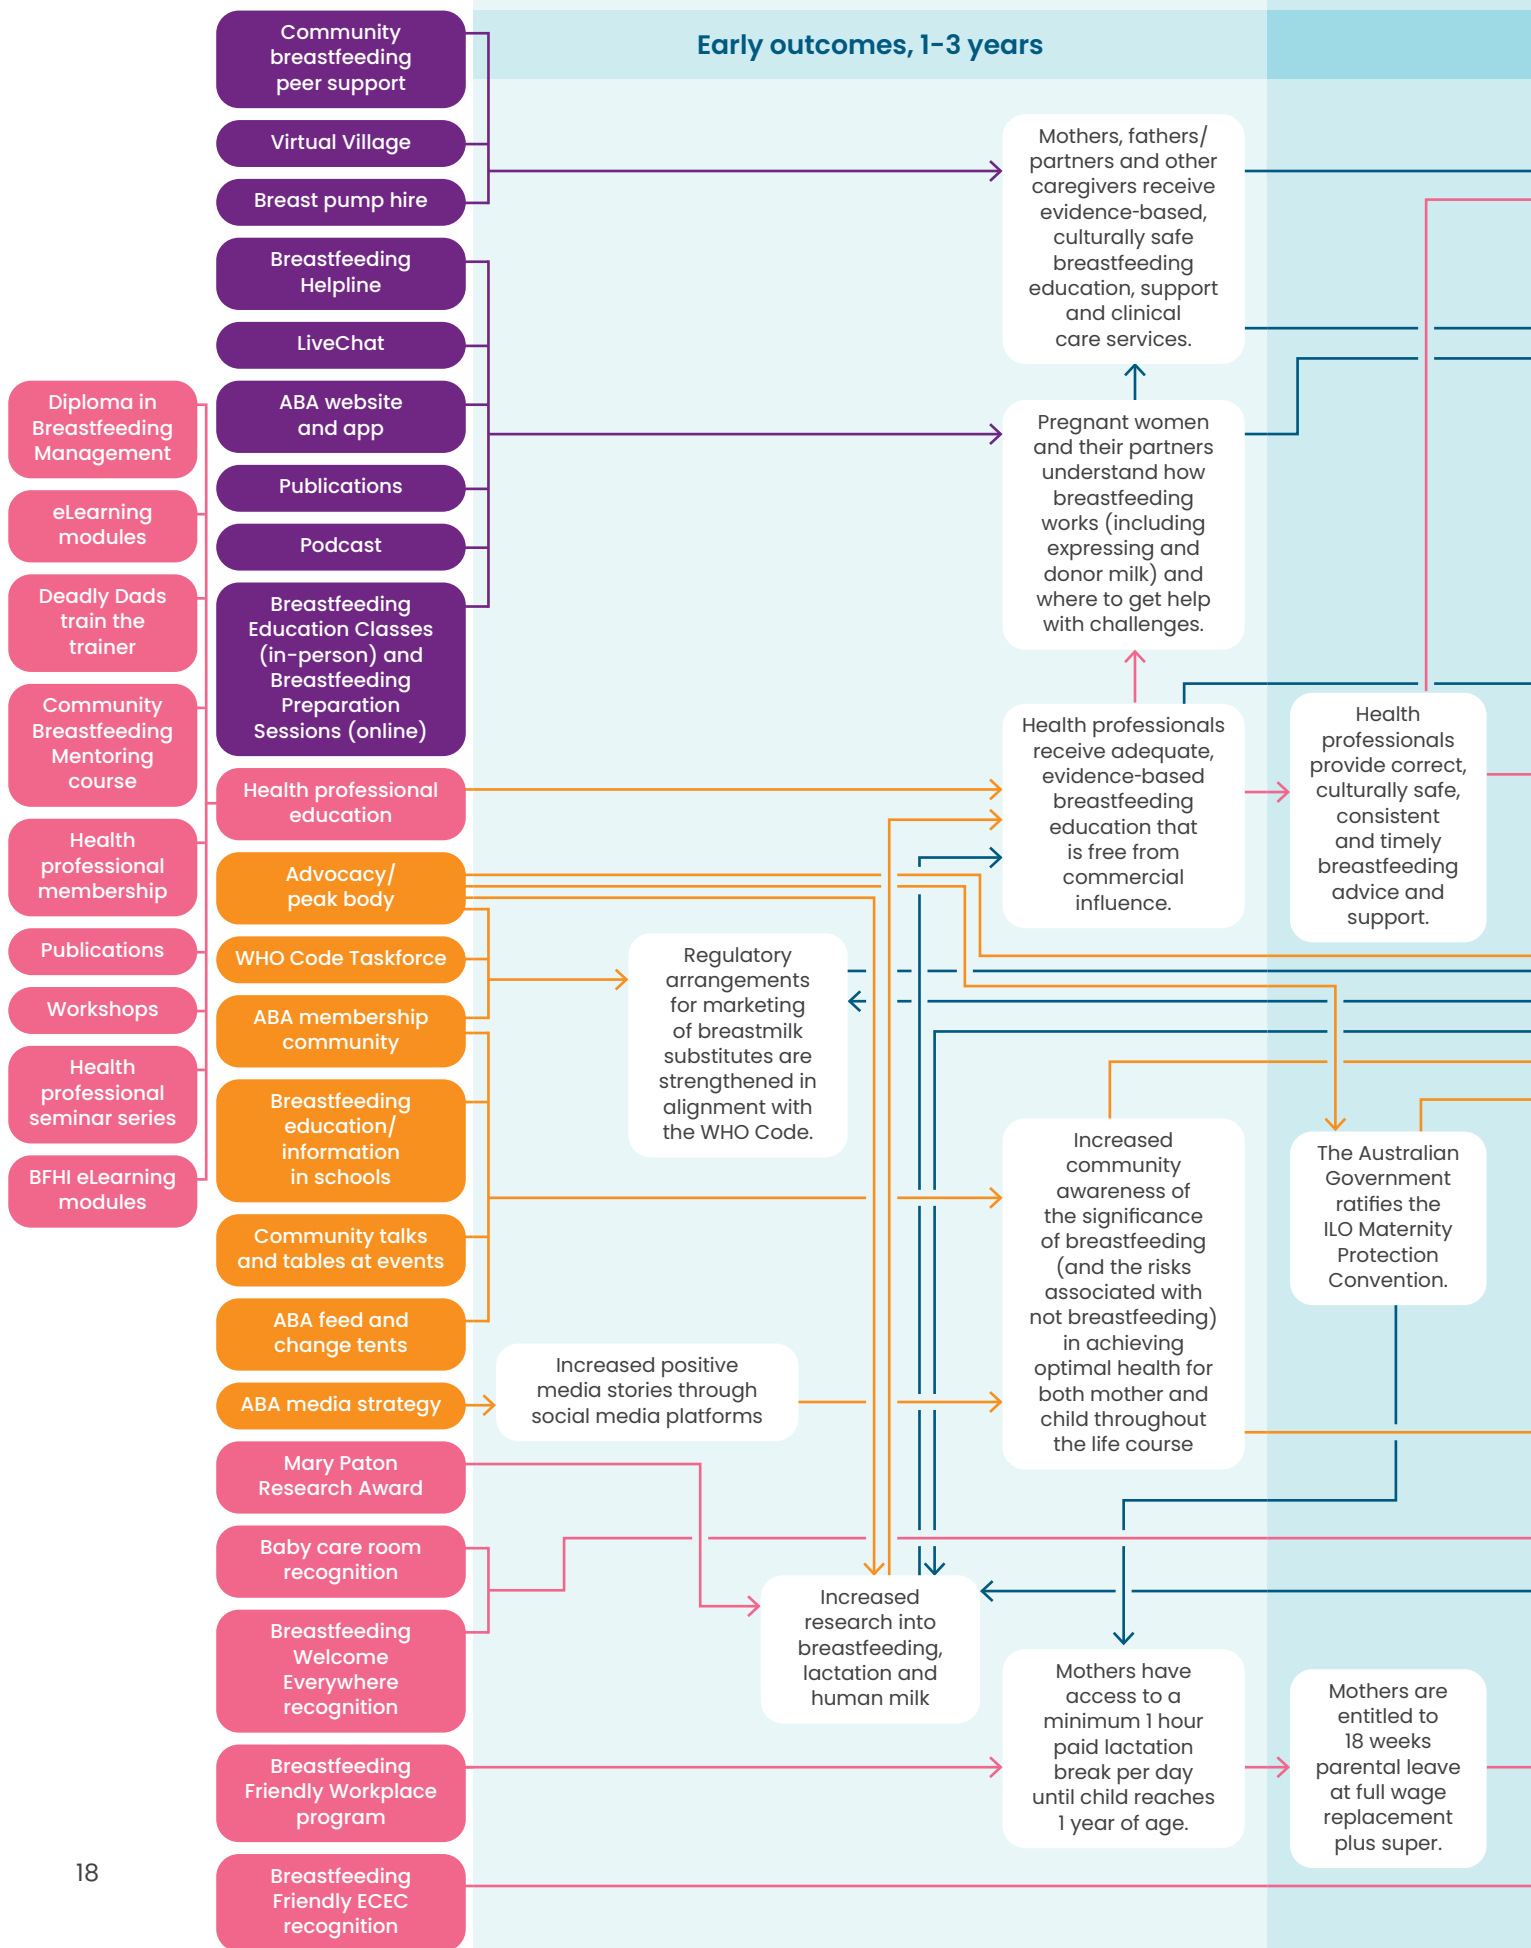 Early outcomes, 1-3 years
Diploma in
Breastfeeding
Management
eLearning
modules
Deadly Dads
train the
trainer
Community
Breastfeeding
Mentoring
course
Health
professional
membership
Publications
Workshops
Health
professional
seminar series
BFHI eLearning
modules
Community
breastfeeding
peer support
Virtual Village
Breast pump hire
Breastfeeding
Helpline
LiveChat
ABA website
and app
Publications
Podcast
Breastfeeding
Education Classes
(in-person) and
Breastfeeding
Preparation
Sessions (online)
Health professional
education
Advocacy/
peak body
WHO Code Taskforce
ABA membership
community
Breastfeeding
education/
information
in schools
Community talks
and tables at events
ABA feed and
change tents
ABA media strategy
Mary Paton
Research Award
Baby care room
recognition
Breastfeeding
Welcome
Everywhere
recognition
Breastfeeding
Friendly Workplace
program
Breastfeeding
Friendly ECEC
recognition
Increased positive
media stories through
social media platforms
Regulatory
arrangements
for marketing
of breastmilk
substitutes are
strengthened in
alignment with
the WHO Code.
Increased
research into
breastfeeding,
lactation and
human milk
Mothers, fathers/
partners and other
caregivers receive
evidence-based,
culturally safe
breastfeeding
education, support
and clinical
care services.
Pregnant women
and their partners
understand how
breastfeeding
works (including
expressing and
donor milk) and
where to get help
with challenges.
Health professionals
receive adequate,
evidence-based
breastfeeding
education that
is free from
commercial
influence.
Increased
community
awareness of
the significance
of breastfeeding
(and the risks
associated with
not breastfeeding)
in achieving
optimal health for
both mother and
child throughout
the life course
Mothers have
access to a
minimum 1 hour
paid lactation
break per day
until child reaches
1 year of age.
Health
professionals
provide correct,
culturally safe,
consistent
and timely
breastfeeding
advice and
support.
The Australian
Government
ratifies the
ILO Maternity
Protection
Convention.
Mothers are
entitled to
18 weeks
parental leave
at full wage
replacement
plus super.
18